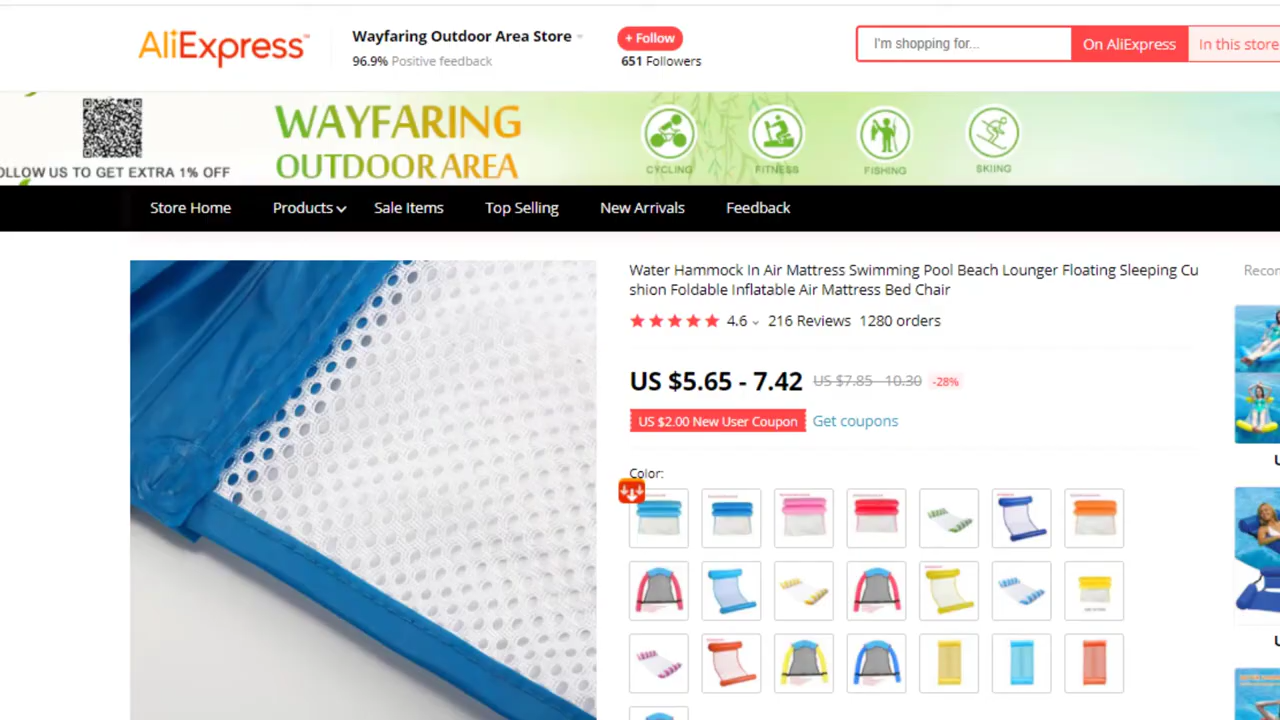 AliExpress
Wayfaring Outdoor Area Store
+ Follow
I'm shopping for...
On AliExpress
In this store
96.9% Positive feedback
651 Followers
WAYFARING
OUTDOOR AREA
OLLOW US TO GET EXTRA 1% OFF
CYCLING
FITNESS
FISHING
SKIING
Store Home
Products
Sale Items
Top Selling
New Arrivals
Feedback
Water Hammock In Air Mattress Swimming Pool Beach Lounger Floating Sleeping Cu
shion Foldable Inflatable Air Mattress Bed Chair
Recor
4.6 216 Reviews 1280 orders
US $5.65 - 7.42 US $7.85 - 10.30 -28%
US $2.00 New User Coupon Get coupons
Color: